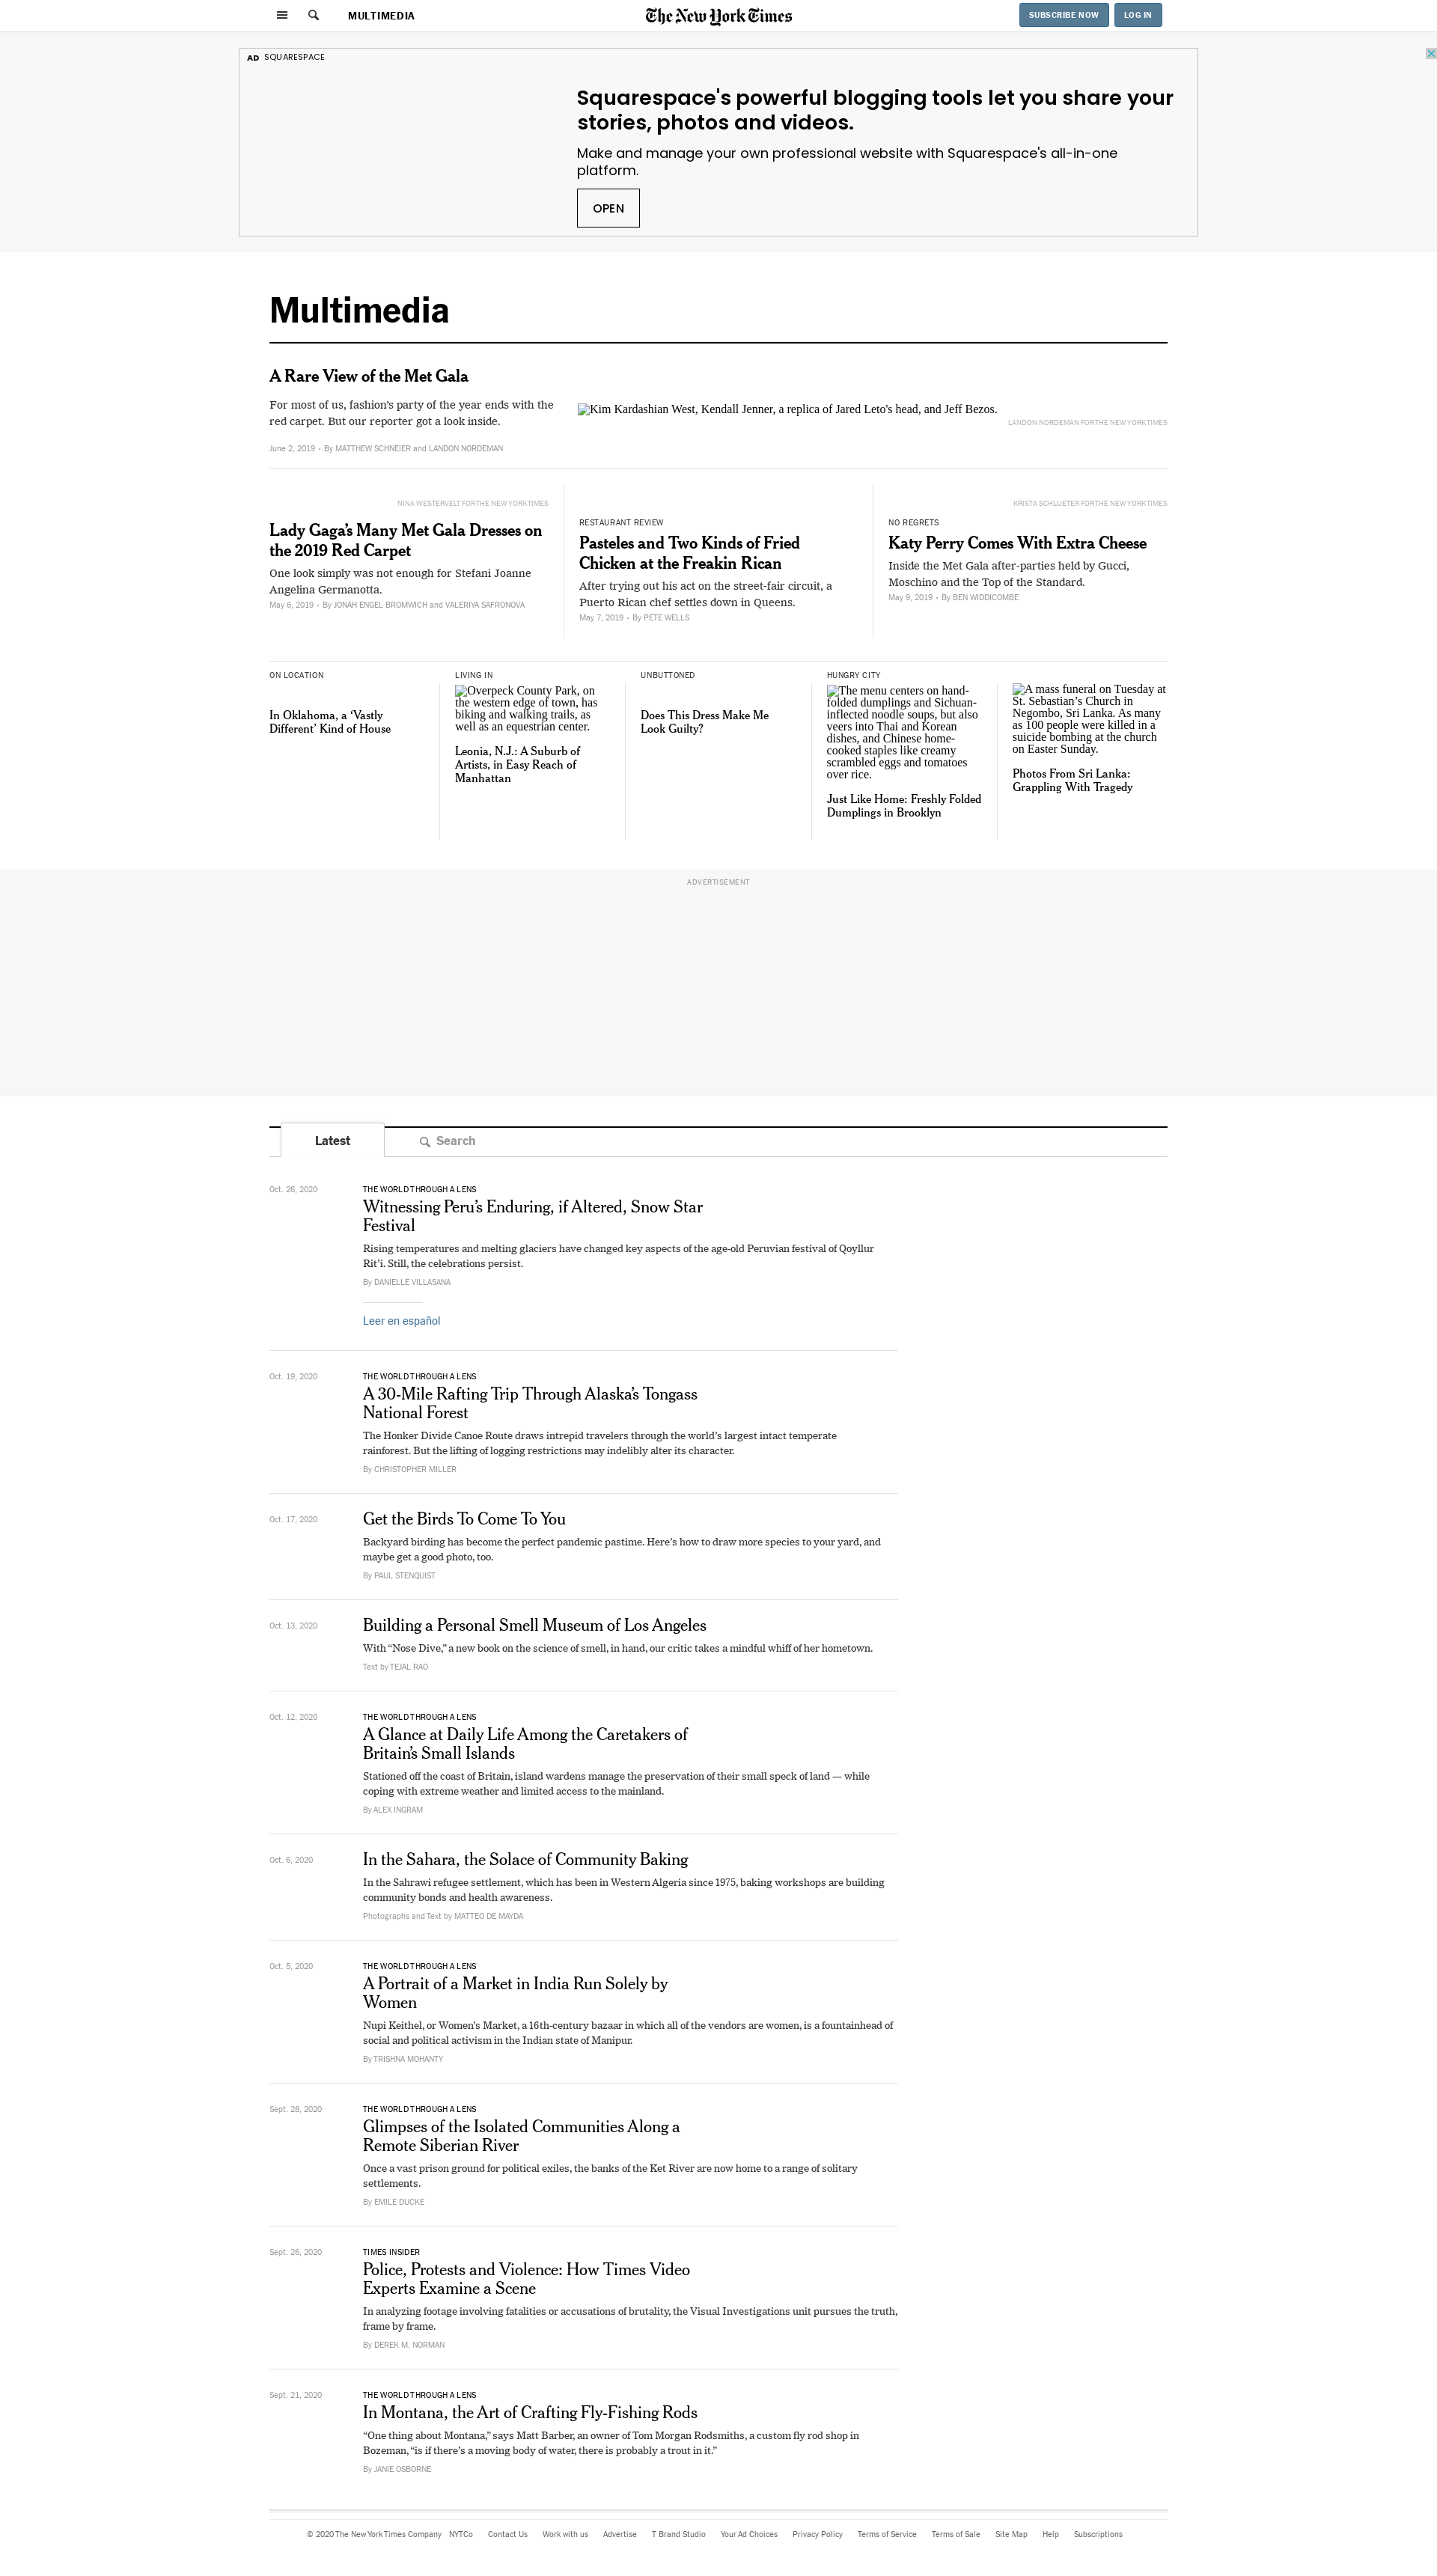 MULTIMEDIA
The New York Times
SUBSCRIBE NOW
LOG IN
AD SQUARESPACE
Squarespace's powerful blogging tools let you share your
stories, photos and videos.
Make and manage your own professional website with Squarespace's all-in-one
platform.
OPEN
Multimedia
A Rare View of the Met Gala
For most of us, fashion's party of the year ends with the
red carpet. But our reporter got a look inside.
June 2, 2019 • By MATTHEW SCHNEIER and LANDON NORDEMAN
Kim Kardashian West, Kendall Jenner, a replica of Jared Leto's head, and Jeff Bezos.
LANDON NORDEMAN FOR THE NEW YORK TIMES
NINA WESTERVELT FOR THE NEW YORK TIMES
Lady Gaga's Many Met Gala Dresses on
the 2019 Red Carpet
One look simply was not enough for Stefani Joanne
Angelina Germanotta.
May 6, 2019 • By JONAH ENGEL BROMWICH and VALERIYA SAFRONOVA
RESTAURANT REVIEW
Pasteles and Two Kinds of Fried
Chicken at the Freakin Rican
After trying out his act on the street-fair circuit, a
Puerto Rican chef settles down in Queens.
May 7, 2019 • By PETE WELLS
KRISTA SCHLUETER FOR THE NEW YORK TIMES
NO REGRETS
Katy Perry Comes With Extra Cheese
Inside the Met Gala after-parties held by Gucci,
Moschino and the Top of the Standard.
May 9, 2019 • By BEN WIDDICOMBE
ON LOCATION
In Oklahoma, a ‘Vastly
Different’ Kind of House
LIVING IN
Overpeck County Park, on
the western edge of town, has
biking and walking trails, as
well as an equestrian center.
Leonia, N.J.: A Suburb of
Artists, in Easy Reach of
Manhattan
UNBUTTONED
Does This Dress Make Me
Look Guilty?
HUNGRY CITY
The menu centers on hand-
folded dumplings and Sichuan-
inflected noodle soups, but also
veers into Thai and Korean
dishes, and Chinese home-
cooked staples like creamy
scrambled eggs and tomatoes
over rice.
Just Like Home: Freshly Folded
Dumplings in Brooklyn
A mass funeral on Tuesday at
St. Sebastian’s Church in
Negombo, Sri Lanka. As many
as 100 people were killed in a
suicide bombing at the church
on Easter Sunday.
Photos From Sri Lanka:
Grappling With Tragedy
ADVERTISEMENT
Latest
Search
Oct. 26, 2020
THE WORLD THROUGH A LENS
Witnessing Peru’s Enduring, if Altered, Snow Star
Festival
Rising temperatures and melting glaciers have changed key aspects of the age-old Peruvian festival of Qoyllur
Rit’i. Still, the celebrations persist.
By DANIELLE VILLASANA
Leer en español
Oct. 19, 2020
THE WORLD THROUGH A LENS
A 30-Mile Rafting Trip Through Alaska’s Tongass
National Forest
The Honker Divide Canoe Route draws intrepid travelers through the world’s largest intact temperate
rainforest. But the lifting of logging restrictions may indelibly alter its character.
By CHRISTOPHER MILLER
Oct. 17, 2020
Get the Birds To Come To You
Backyard birding has become the perfect pandemic pastime. Here’s how to draw more species to your yard, and
maybe get a good photo, too.
By PAUL STENQUIST
Oct. 13, 2020
Building a Personal Smell Museum of Los Angeles
With “Nose Dive,” a new book on the science of smell, in hand, our critic takes a mindful whiff of her hometown.
Text by TEJAL RAO
Oct. 12, 2020
THE WORLD THROUGH A LENS
A Glance at Daily Life Among the Caretakers of
Britain’s Small Islands
Stationed off the coast of Britain, island wardens manage the preservation of their small speck of land — while
coping with extreme weather and limited access to the mainland.
By ALEX INGRAM
Oct. 6, 2020
In the Sahara, the Solace of Community Baking
In the Sahrawi refugee settlement, which has been in Western Algeria since 1975, baking workshops are building
community bonds and health awareness.
Photographs and Text by MATTEO DE MAYDA
Oct. 5, 2020
THE WORLD THROUGH A LENS
A Portrait of a Market in India Run Solely by
Women
Nupi Keithel, or Women’s Market, a 16th-century bazaar in which all of the vendors are women, is a fountainhead of
social and political activism in the Indian state of Manipur.
By TRISHNA MOHANTY
Sept. 28, 2020
THE WORLD THROUGH A LENS
Glimpses of the Isolated Communities Along a
Remote Siberian River
Once a vast prison ground for political exiles, the banks of the Ket River are now home to a range of solitary
settlements.
By EMILE DUCKE
Sept. 26, 2020
TIMES INSIDER
Police, Protests and Violence: How Times Video
Experts Examine a Scene
In analyzing footage involving fatalities or accusations of brutality, the Visual Investigations unit pursues the truth,
frame by frame.
By DEREK M. NORMAN
Sept. 21, 2020
THE WORLD THROUGH A LENS
In Montana, the Art of Crafting Fly-Fishing Rods
“One thing about Montana,” says Matt Barber, an owner of Tom Morgan Rodsmiths, a custom fly rod shop in
Bozeman, “is if there’s a moving body of water, there is probably a trout in it.”
By JANIE OSBORNE
© 2020 The New York Times Company NYTCo Contact Us Work with us Advertise T Brand Studio Your Ad Choices Privacy Policy Terms of Service Terms of Sale Site Map Help Subscriptions